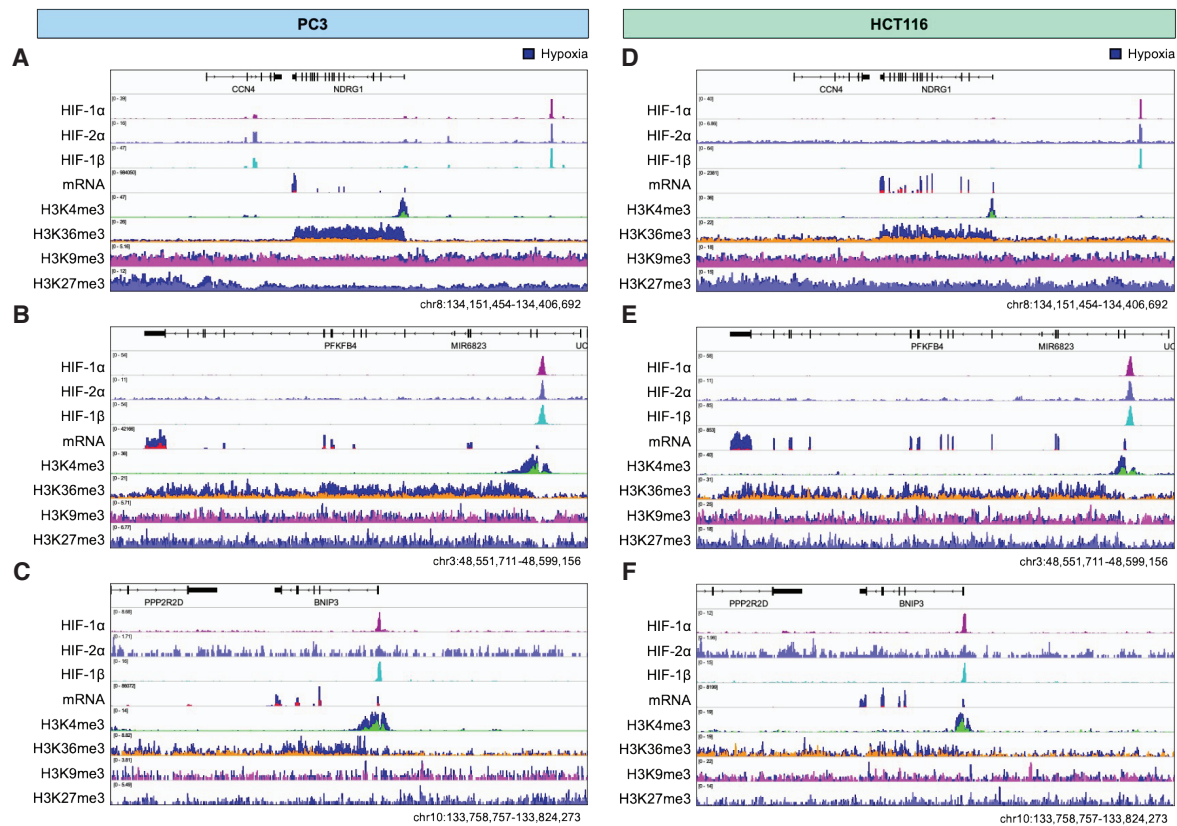 PC3
HCT116
A
Hypoxia
CCN4 NDRG1
HIF-1α
HIF-2α
HIF-1β
mRNA
H3K4me3
H3K36me3
H3K9me3
H3K27me3
chr8:134,151,454-134,406,692
B
PFKFB4 MIR6823 UC
HIF-1α
HIF-2α
HIF-1β
mRNA
H3K4me3
H3K36me3
H3K9me3
H3K27me3
chr3:48,551,711-48,599,156
C
PPP2R2D BNIP3
HIF-1α
HIF-2α
HIF-1β
mRNA
H3K4me3
H3K36me3
H3K9me3
H3K27me3
chr10:133,758,757-133,824,273
D
Hypoxia
CCN4 NDRG1
HIF-1α
HIF-2α
HIF-1β
mRNA
H3K4me3
H3K36me3
H3K9me3
H3K27me3
chr8:134,151,454-134,406,692
E
PFKFB4 MIR6823 UC
HIF-1α
HIF-2α
HIF-1β
mRNA
H3K4me3
H3K36me3
H3K9me3
H3K27me3
chr3:48,551,711-48,599,156
F
PPP2R2D BNIP3
HIF-1α
HIF-2α
HIF-1β
mRNA
H3K4me3
H3K36me3
H3K9me3
H3K27me3
chr10:133,758,757-133,824,273